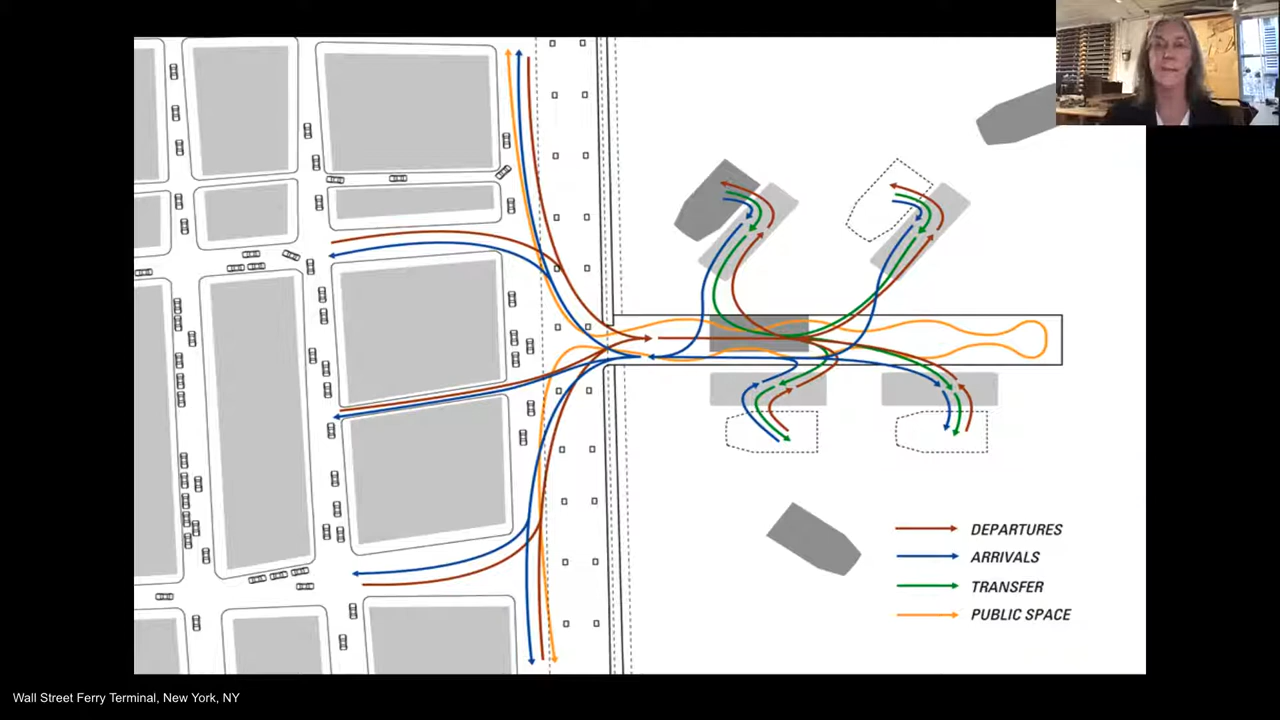 DEPARTURES
ARRIVALS
TRANSFER
PUBLIC SPACE
Wall Street Ferry Terminal, New York, NY